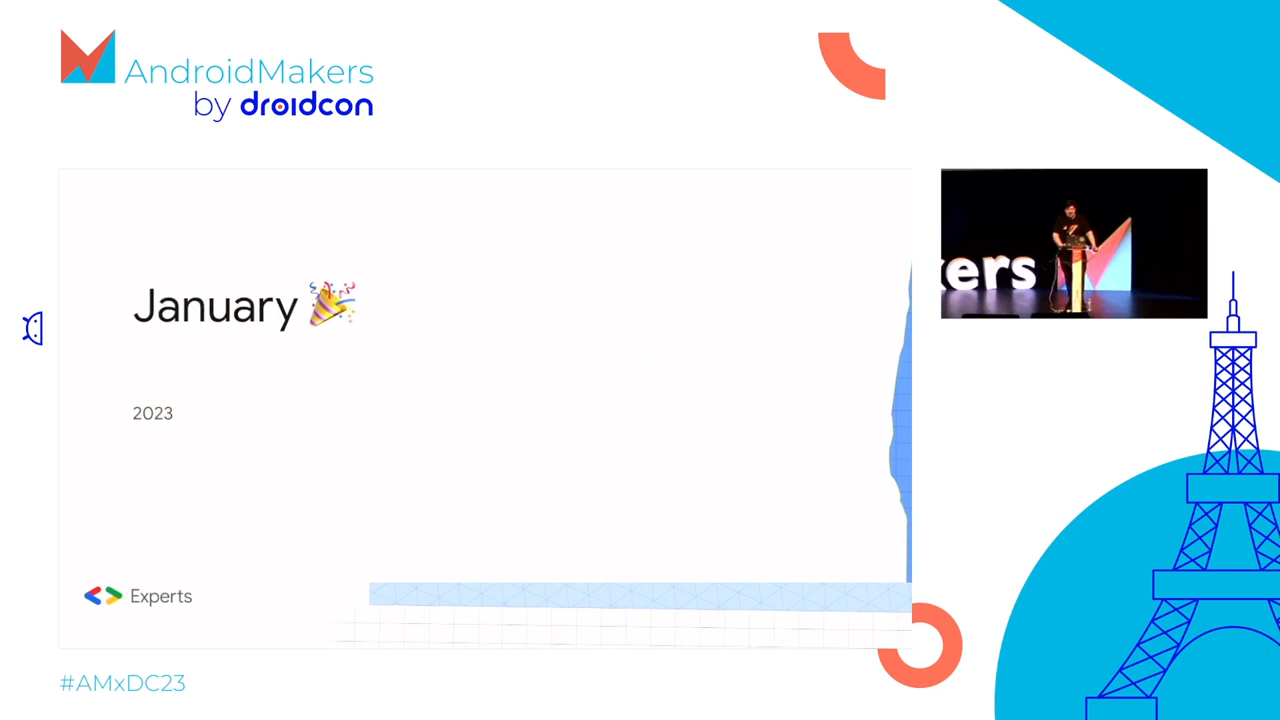 AndroidMakers
by droidcon
January 🎉
2023
ers
Experts
#AMxDC23